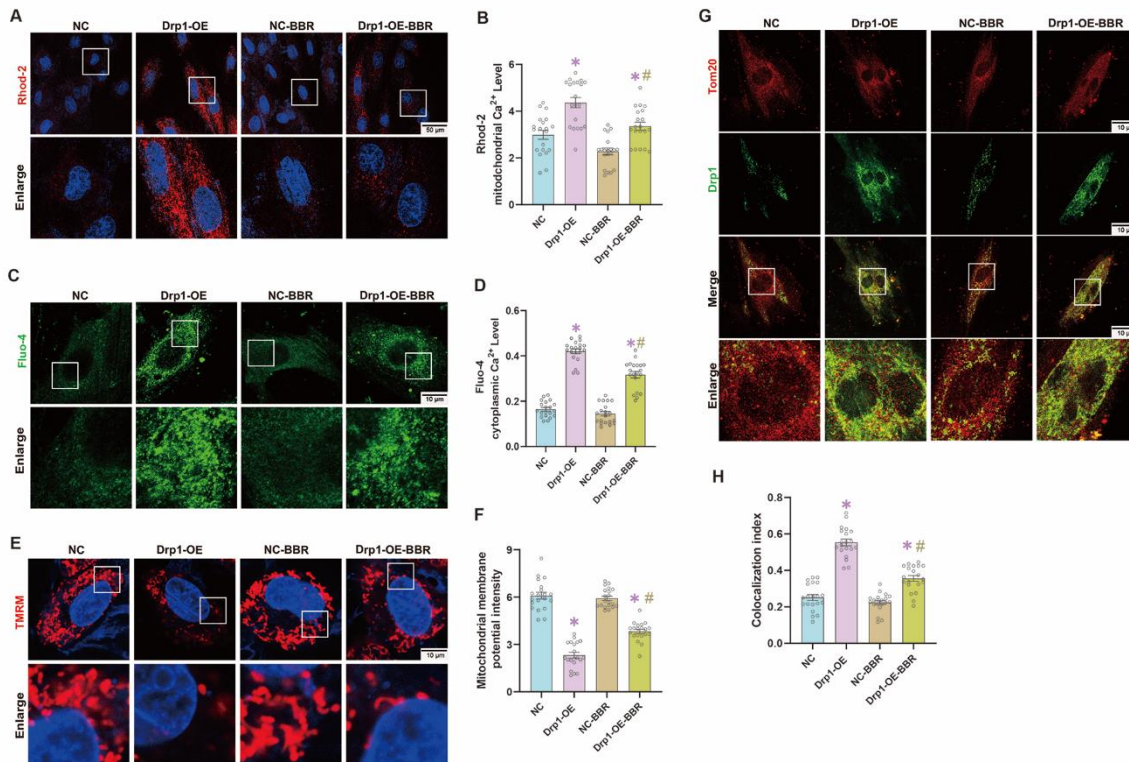 A
NC Drp1-OE NC-BBR Drp1-OE-BBR
Rhod-2
50 μm
Enlarge
B
Rhod-2
mitodchondrial Ca²⁺ Level
6
4
2
0
NC
Drp1-OE
NC-BBR
Drp1-OE-BBR
*
* #
C
NC Drp1-OE NC-BBR Drp1-OE-BBR
Fluo-4
10 μm
Enlarge
D
Fluo-4
cytoplasmic Ca²⁺ Level
0.6
0.4
0.2
0.0
NC
Drp1-OE
NC-BBR
Drp1-OE-BBR
*
*#
E
NC Drp1-OE NC-BBR Drp1-OE-BBR
TMRM
10 μm
Enlarge
F
Mitochondrial membrane
potential intensity
9
6
3
0
NC
Drp1-OE
NC-BBR
Drp1-OE-BBR
*
* #
G
NC Drp1-OE NC-BBR Drp1-OE-BBR
Tom20
10 μm
Drp1
10 μm
Merge
10 μm
Enlarge
H
Colocalization index
0.8
0.6
0.4
0.2
0.0
NC
Drp1-OE
NC-BBR
Drp1-OE-BBR
*
* #